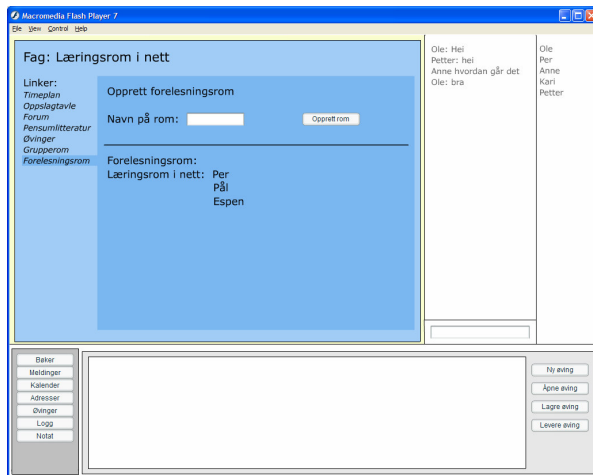 Macromedia Flash Player 7
File View Control Help
Fag: Læringsrom i nett
Linker:
Timeplan
Oppslagtavle
Forum
Pensumlitteratur
Øvinger
Grupperom
Forelesningsrom
Opprett forelesningsrom
Navn på rom:
Opprett rom
Forelesningsrom:
Læringsrom i nett: Per
Pål
Espen
Ole: Hei
Petter: hei
Anne hvordan går det
Ole: bra
Ole
Per
Anne
Kari
Petter
Bøker
Meldinger
Kalender
Adresser
Øvinger
Logg
Notat
Ny øving
Åpne øving
Lagre øving
Levere øving